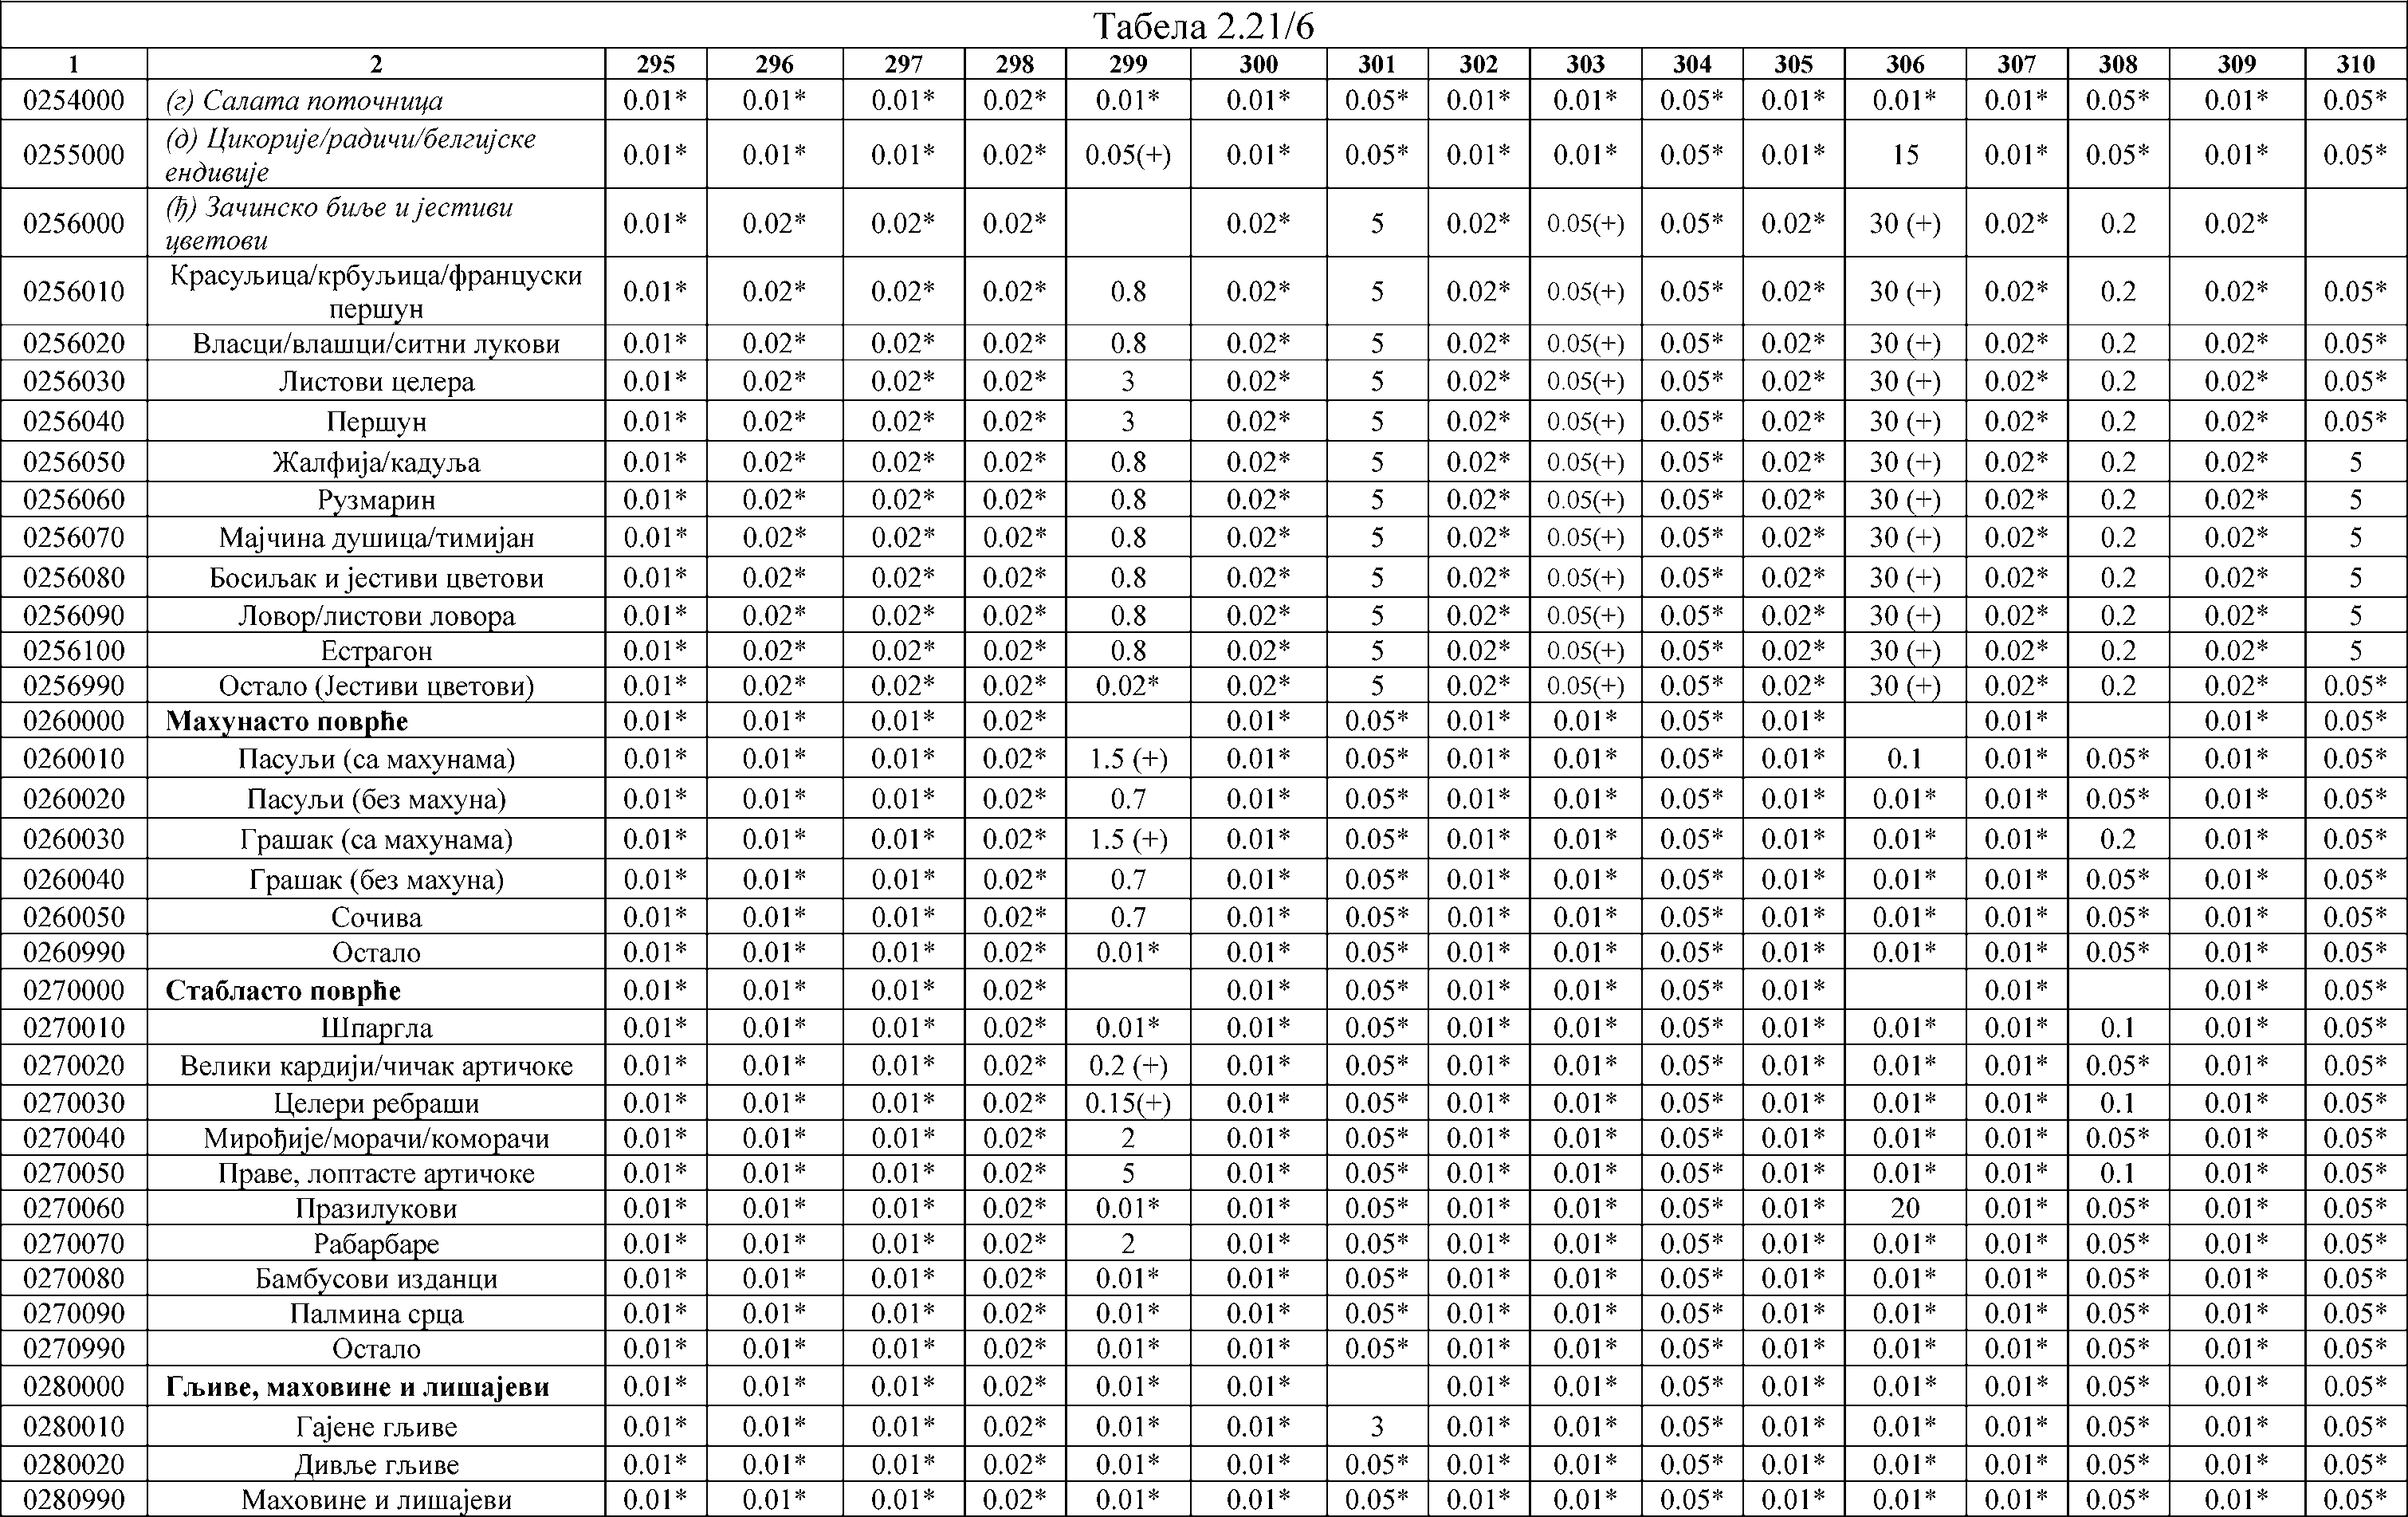 Табела 2.21/6
1 2 295 296 297 298 299 300 301 302 303 304 305 306 307 308 309 310
0254000 (г) Салата поточница 0.01* 0.01* 0.01* 0.02* 0.01* 0.01* 0.05* 0.01* 0.01* 0.05* 0.01* 0.01* 0.01* 0.05* 0.01* 0.05*
0255000 (д) Цикорије/радичи/белгијске
ендивије 0.01* 0.01* 0.01* 0.02* 0.05(+) 0.01* 0.05* 0.01* 0.01* 0.05* 0.01* 15 0.01* 0.05* 0.01* 0.05*
0256000 (ђ) Зачинско биље и јестиви
цветови 0.01* 0.02* 0.02* 0.02* 0.02* 5 0.02* 0.05(+) 0.05* 0.02* 30 (+) 0.02* 0.2 0.02*
0256010 Красуљица/крбуљица/француски
першун 0.01* 0.02* 0.02* 0.02* 0.8 0.02* 5 0.02* 0.05(+) 0.05* 0.02* 30 (+) 0.02* 0.2 0.02* 0.05*
0256020 Власци/влашци/ситни лукови 0.01* 0.02* 0.02* 0.02* 0.8 0.02* 5 0.02* 0.05(+) 0.05* 0.02* 30 (+) 0.02* 0.2 0.02* 0.05*
0256030 Листови целера 0.01* 0.02* 0.02* 0.02* 3 0.02* 5 0.02* 0.05(+) 0.05* 0.02* 30 (+) 0.02* 0.2 0.02* 0.05*
0256040 Першун 0.01* 0.02* 0.02* 0.02* 3 0.02* 5 0.02* 0.05(+) 0.05* 0.02* 30 (+) 0.02* 0.2 0.02* 0.05*
0256050 Жалфија/кадуља 0.01* 0.02* 0.02* 0.02* 0.8 0.02* 5 0.02* 0.05(+) 0.05* 0.02* 30 (+) 0.02* 0.2 0.02* 5
0256060 Рузмарин 0.01* 0.02* 0.02* 0.02* 0.8 0.02* 5 0.02* 0.05(+) 0.05* 0.02* 30 (+) 0.02* 0.2 0.02* 5
0256070 Мајчина душица/тимијан 0.01* 0.02* 0.02* 0.02* 0.8 0.02* 5 0.02* 0.05(+) 0.05* 0.02* 30 (+) 0.02* 0.2 0.02* 5
0256080 Босиљак и јестиви цветови 0.01* 0.02* 0.02* 0.02* 0.8 0.02* 5 0.02* 0.05(+) 0.05* 0.02* 30 (+) 0.02* 0.2 0.02* 5
0256090 Ловор/листови ловора 0.01* 0.02* 0.02* 0.02* 0.8 0.02* 5 0.02* 0.05(+) 0.05* 0.02* 30 (+) 0.02* 0.2 0.02* 5
0256100 Естрагон 0.01* 0.02* 0.02* 0.02* 0.8 0.02* 5 0.02* 0.05(+) 0.05* 0.02* 30 (+) 0.02* 0.2 0.02* 5
0256990 Остало (Јестиви цветови) 0.01* 0.02* 0.02* 0.02* 0.02* 0.02* 5 0.02* 0.05(+) 0.05* 0.02* 30 (+) 0.02* 0.2 0.02* 0.05*
0260000 Махунасто поврће 0.01* 0.01* 0.01* 0.02* 0.01* 0.05* 0.01* 0.01* 0.05* 0.01* 0.01* 0.01* 0.05*
0260010 Пасуљи (са махунама) 0.01* 0.01* 0.01* 0.02* 1.5 (+) 0.01* 0.05* 0.01* 0.01* 0.05* 0.01* 0.1 0.01* 0.05* 0.01* 0.05*
0260020 Пасуљи (без махуна) 0.01* 0.01* 0.01* 0.02* 0.7 0.01* 0.05* 0.01* 0.01* 0.05* 0.01* 0.01* 0.01* 0.05* 0.01* 0.05*
0260030 Грашак (са махунама) 0.01* 0.01* 0.01* 0.02* 1.5 (+) 0.01* 0.05* 0.01* 0.01* 0.05* 0.01* 0.01* 0.01* 0.2 0.01* 0.05*
0260040 Грашак (без махуна) 0.01* 0.01* 0.01* 0.02* 0.7 0.01* 0.05* 0.01* 0.01* 0.05* 0.01* 0.01* 0.01* 0.05* 0.01* 0.05*
0260050 Сочива 0.01* 0.01* 0.01* 0.02* 0.7 0.01* 0.05* 0.01* 0.01* 0.05* 0.01* 0.01* 0.01* 0.05* 0.01* 0.05*
0260990 Остало 0.01* 0.01* 0.01* 0.02* 0.01* 0.01* 0.05* 0.01* 0.01* 0.05* 0.01* 0.01* 0.01* 0.05* 0.01* 0.05*
0270000 Стабласто поврће 0.01* 0.01* 0.01* 0.02* 0.01* 0.05* 0.01* 0.01* 0.05* 0.01* 0.01* 0.01* 0.05*
0270010 Шпаргла 0.01* 0.01* 0.01* 0.02* 0.01* 0.01* 0.05* 0.01* 0.01* 0.05* 0.01* 0.01* 0.01* 0.1 0.01* 0.05*
0270020 Велики кардији/чичак артичоке 0.01* 0.01* 0.01* 0.02* 0.2 (+) 0.01* 0.05* 0.01* 0.01* 0.05* 0.01* 0.01* 0.01* 0.05* 0.01* 0.05*
0270030 Целери ребраши 0.01* 0.01* 0.01* 0.02* 0.15(+) 0.01* 0.05* 0.01* 0.01* 0.05* 0.01* 0.01* 0.01* 0.1 0.01* 0.05*
0270040 Мирођије/морачи/коморачи 0.01* 0.01* 0.01* 0.02* 2 0.01* 0.05* 0.01* 0.01* 0.05* 0.01* 0.01* 0.01* 0.05* 0.01* 0.05*
0270050 Праве, лоптасте артичоке 0.01* 0.01* 0.01* 0.02* 5 0.01* 0.05* 0.01* 0.01* 0.05* 0.01* 0.01* 0.01* 0.1 0.01* 0.05*
0270060 Празилукови 0.01* 0.01* 0.01* 0.02* 0.01* 0.01* 0.05* 0.01* 0.01* 0.05* 0.01* 20 0.01* 0.05* 0.01* 0.05*
0270070 Рабарбаре 0.01* 0.01* 0.01* 0.02* 2 0.01* 0.05* 0.01* 0.01* 0.05* 0.01* 0.01* 0.01* 0.05* 0.01* 0.05*
0270080 Бамбусови изданци 0.01* 0.01* 0.01* 0.02* 0.01* 0.01* 0.05* 0.01* 0.01* 0.05* 0.01* 0.01* 0.01* 0.05* 0.01* 0.05*
0270090 Палмина срца 0.01* 0.01* 0.01* 0.02* 0.01* 0.01* 0.05* 0.01* 0.01* 0.05* 0.01* 0.01* 0.01* 0.05* 0.01* 0.05*
0270990 Остало 0.01* 0.01* 0.01* 0.02* 0.01* 0.01* 0.05* 0.01* 0.01* 0.05* 0.01* 0.01* 0.01* 0.05* 0.01* 0.05*
0280000 Гљиве, маховине и лишајеви 0.01* 0.01* 0.01* 0.02* 0.01* 0.01* 0.01* 0.01* 0.05* 0.01* 0.01* 0.01* 0.05* 0.01* 0.05*
0280010 Гајене гљиве 0.01* 0.01* 0.01* 0.02* 0.01* 0.01* 3 0.01* 0.01* 0.05* 0.01* 0.01* 0.01* 0.05* 0.01* 0.05*
0280020 Дивље гљиве 0.01* 0.01* 0.01* 0.02* 0.01* 0.01* 0.05* 0.01* 0.01* 0.05* 0.01* 0.01* 0.01* 0.05* 0.01* 0.05*
0280990 Маховине и лишајеви 0.01* 0.01* 0.01* 0.02* 0.01* 0.01* 0.05* 0.01* 0.01* 0.05* 0.01* 0.01* 0.01* 0.05* 0.01* 0.05*